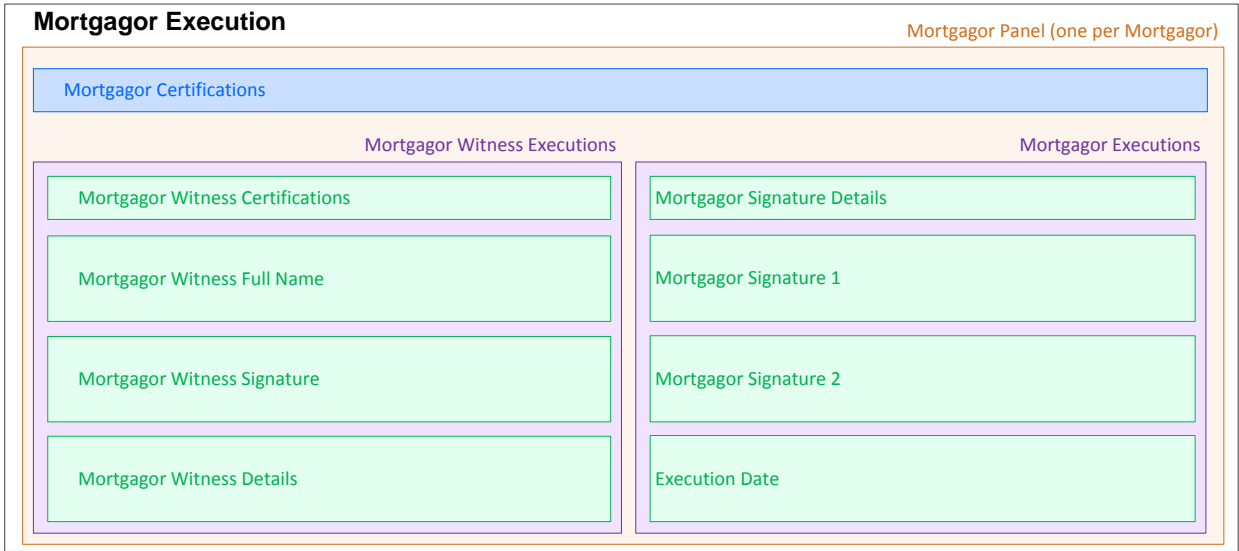 Mortgagor Execution
Mortgagor Panel (one per Mortgagor)
Mortgagor Certifications
Mortgagor Witness Executions
Mortgagor Witness Certifications
Mortgagor Witness Full Name
Mortgagor Witness Signature
Mortgagor Witness Details
Mortgagor Executions
Mortgagor Signature Details
Mortgagor Signature 1
Mortgagor Signature 2
Execution Date